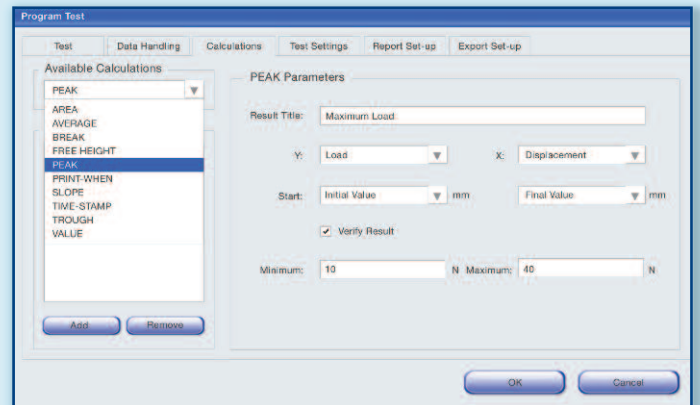 Program Test
Test Data Handling Calculations Test Settings Report Set-up Export Set-up
Available Calculations
PEAK
AREA
AVERAGE
BREAK
FREE HEIGHT
PEAK
PRINT-WHEN
SLOPE
TIME-STAMP
TROUGH
VALUE
Add Remove
PEAK Parameters
Result Title: Maximum Load
Y: Load X: Displacement
Start: Initial Value mm Final Value mm
Verify Result
Minimum: 10 N Maximum: 40 N
OK Cancel